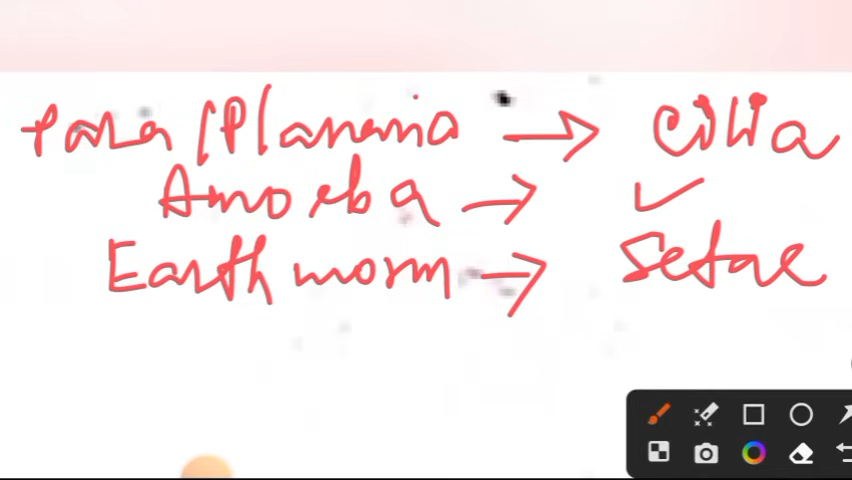 Para/Planaria → Cilia
Amoeba → ✓
Earthworm → Setae